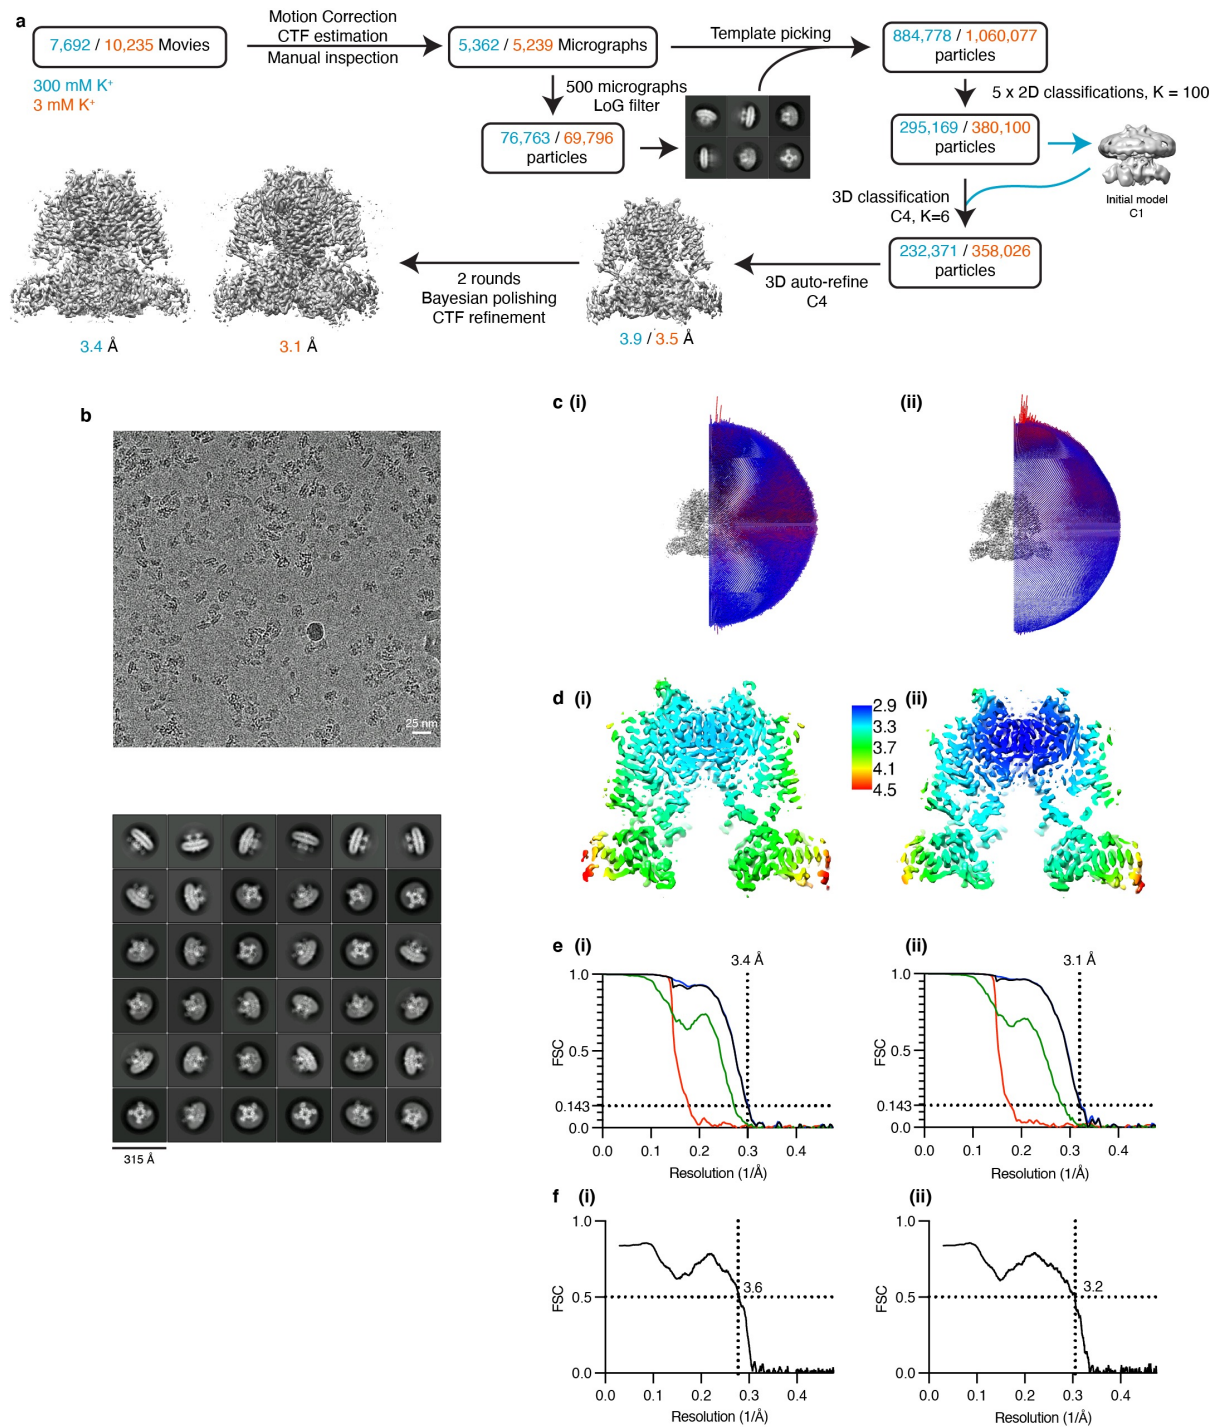 a
7,692 / 10,235 Movies
Motion Correction
CTF estimation
Manual inspection
5,362 / 5,239 Micrographs
Template picking
884,778 / 1,060,077
particles
300 mM K⁺
3 mM K⁺
500 micrographs
LoG filter
5 x 2D classifications, K = 100
76,763 / 69,796
particles
295,169 / 380,100
particles
Initial model
C1
3D classification
C4, K=6
232,371 / 358,026
particles
3D auto-refine
C4
2 rounds
Bayesian polishing
CTF refinement
3.4 Å
3.1 Å
3.9 / 3.5 Å
b
25 nm
315 Å
c (i)
(ii)
d (i)
(ii)
2.9
3.3
3.7
4.1
4.5
e (i)
3.4 Å
1.0
0.5
0.143
0.0
FSC
0.0 0.1 0.2 0.3 0.4
Resolution (1/Å)
(ii)
3.1 Å
1.0
0.5
0.143
0.0
FSC
0.0 0.1 0.2 0.3 0.4
Resolution (1/Å)
f (i)
1.0
3.6
0.5
0.0
FSC
0.0 0.1 0.2 0.3 0.4
Resolution (1/Å)
(ii)
1.0
3.2
0.5
0.0
FSC
0.0 0.1 0.2 0.3 0.4
Resolution (1/Å)